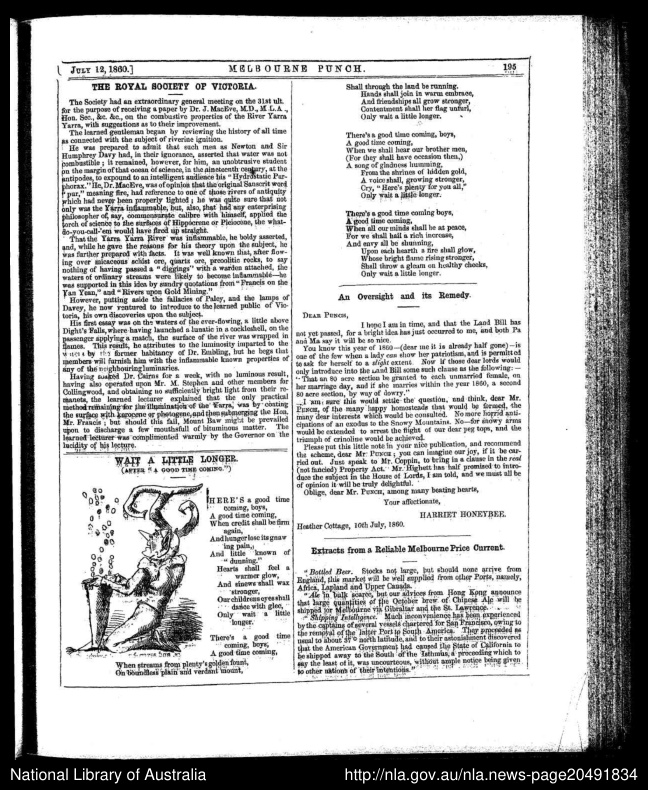 JULY 12, 1860.]
MELBOURNE PUNCH.
195
THE ROYAL SOCIETY OF VICTORIA.
The Society had an extraordinary general meeting on the 31st ult.
for the purpose of receiving a paper by Dr. J. MacEve, M.D., M.L.A.,
Hon. Sec., &c. &c., on the combustive properties of the River Yarra
Yarra, with suggestions as to their improvement.
The learned gentleman began by reviewing the history of all time
as connected with the subject of riverine ignition.
He was prepared to admit that such men as Newton and Sir
Humphrey Davy had, in their ignorance, asserted that water was not
combustible; it remained, however, for him, an unobtrusive student
on the margin of that ocean of science, in the nineteenth century, at the
antipodes, to expound to an intelligent audience his "Hydrostatic Pur-
phorax." He, Dr. MacEve, was of opinion that the original Sanscrit word
"pur," meaning fire, had reference to one of those rivers of antiquity
which had never been properly lighted; he was quite sure that not
only was the Yarra inflammable, but, also, that had any enterprising
philosopher of, say, commensurate calibre with himself, applied the
torch of science to the surfaces of Hippocrene or Pleiocene, the what-
do-you-call-'em would have fired up straight.
That the Yarra Yarra River was inflammable, he boldly asserted,
and, while he gave the reasons for his theory upon the subject, he
was further prepared with facts. It was well known that, after flow-
ing over micaceous schist ore, quartz ore, preolitic rocks, to say
nothing of having passed a "diggings" with a warden attached, the
waters of ordinary streams were likely to become inflammable—he
was supported in this idea by sundry quotations from "Francis on the
Yan Yean," and "Rivers upon Gold Mining."
However, putting aside the fallacies of Paley, and the lamps of
Davey, he now ventured to introduce to the learned public of Vic-
toria, his own discoveries upon the subject.
His first essay was on the waters of the ever-flowing, a little above
Dight's Falls, where having launched a lunatic in a cockleshell, on the
passenger applying a match, the surface of the river was wrapped in
flames. This result, he attributes to the luminosity imparted to the
waters by the former habitancy of Dr. Embling, but he begs that
members will furnish him with the inflammable known properties of
any of the neighbouring luminaries.
Having soaked Dr. Cairns for a week, with no luminous result,
having also operated upon Mr. M. Stephen and other members for
Collingwood, and obtaining no sufficiently bright light from their re-
manets, the learned lecturer explained that the only practical
method remaining for the illumination of the Yarra, was by coating
the surface with kerosene or photogene, and then submerging the Hon.
Mr. Francis; but should this fail, Mount Baw might be prevailed
upon to discharge a few mouthsfull of bituminous matter. The
learned lecturer was complimented warmly by the Governor on the
lucidity of his lecture.
WAIT A LITTLE LONGER.
(AFTER "A GOOD TIME COMING.")
HERE'S a good time
coming, boys,
A good time coming,
When credit shall be firm
again,
And hunger lose its gnaw
ing pain,
And little known of
"dunning."
Hearts shall feel a
warmer glow,
And sinews shall wax
stronger,
Our childrens eyes shall
dance with glee,
Only wait a little
longer.
There's a good time
coming, boys,
A good time coming,
When streams from plenty's golden fount,
On boundless plain and verdant mount,
Shall through the land be running.
Hands shall join in warm embrace,
And friendships all grow stronger,
Contentment shall her flag unfurl,
Only wait a little longer.
There's a good time coming, boys,
A good time coming,
When we shall hear our brother men,
(For they shall have occasion then,)
A song of gladness humming,
From the shrines of hidden gold,
A voice shall, growing stronger,
Cry, "Here's plenty for you all,"
Only wait a little longer.
There's a good time coming boys,
A good time coming,
When all our minds shall be at peace,
For we shall hail a rich increase,
And envy all be shunning,
Upon each hearth a fire shall glow,
Whose bright flame rising stronger,
Shall throw a gleam on healthy cheeks,
Only wait a little longer.
An Oversight and its Remedy.
DEAR PUNCH,
I hope I am in time, and that the Land Bill has
not yet passed, for a bright idea has just occurred to me, and both Pa
and Ma say it will be so nice.
You know this year of 1860—(dear me it is already half gone)—is
one of the few when a lady can show her patriotism, and is permitted
to ask for herself to a slight extent. Now if those dear lords would
only introduce into the Land Bill some such clause as the following:—
"That an 80 acre section be granted to each unmarried female, on
her marriage day, and if she marries within the year 1860, a second
80 acre section, by way of dowry."
I am sure this would settle the question, and think, dear Mr.
PUNCH, of the many happy homesteads that would be formed, the
many dear interests which would be consulted. No more horrid anti-
cipations of an exodus to the Snowy Mountains. No—for snowy arms
would be extended to arrest the flight of our dear peg tops, and the
triumph of crinoline would be achieved.
Please put this little note in your nice publication, and recommend
the scheme, dear Mr PUNCH; you can imagine our joy, if it be car-
ried out. Just speak to Mr. Coppin, to bring in a clause in the real
(not fancied) Property Act. Mr. Highett has half promised to intro-
duce the subject in the House of Lords, I am told, and we must all be
of opinion it will be truly delightful.
Oblige, dear Mr. PUNCH, among many beating hearts,
Your affectionate,
HARRIET HONEYBEE.
Heather Cottage, 10th July, 1860.
Extracts from a Reliable Melbourne Price Current.
"Bottled Beer. Stocks not large, but should none arrive from
England, this market will be well supplied from other Ports, namely,
Africa, Lapland and Upper Canada.
"Ale in bulk scarce, but our advices from Hong Kong announce
that large quantities of the October brew of Chinese Ale will be
shipped for Melbourne via Gibraltar and the St. Lawrence.
"Shipping Intelligence. Much inconvenience has been experienced
by the captains of several vessels chartered for San Francisco, owing to
the removal of the latter Port to South America. They proceeded as
usual to about 37° north latitude, and to their astonishment discovered
that the American Government had caused the State of California to
be shipped away to the South of the Isthmus, a proceeding which to
say the least of it, was uncourteous, without ample notice being given
to other nations of their intentions."
National Library of Australia
http://nla.gov.au/nla.news-page20491834